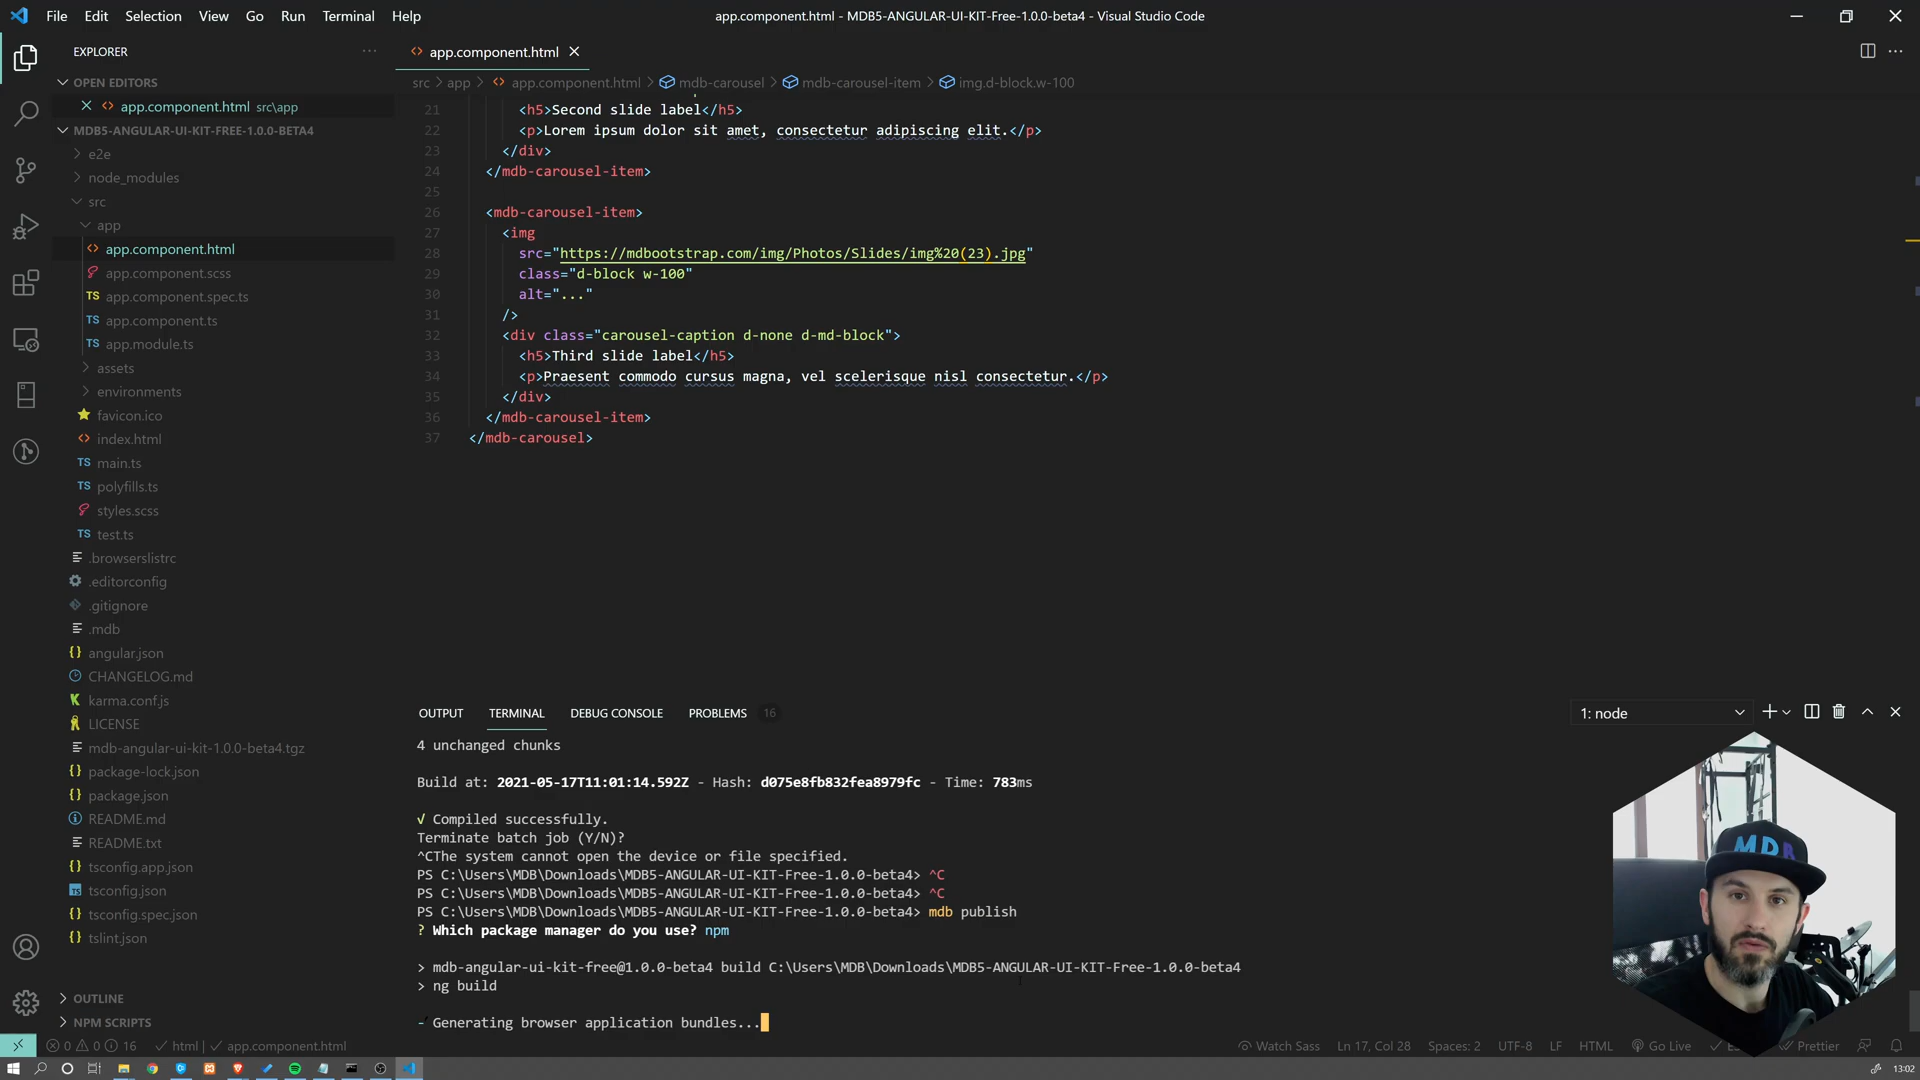 File Edit Selection View Go Run Terminal Help
app.component.html - MDB5-ANGULAR-UI-KIT-Free-1.0.0-beta4 - Visual Studio Code
EXPLORER
OPEN EDITORS
app.component.html src\app
MDB5-ANGULAR-UI-KIT-FREE-1.0.0-BETA4
e2e
node_modules
src
app
app.component.html
app.component.scss
TS app.component.spec.ts
TS app.component.ts
TS app.module.ts
assets
environments
favicon.ico
index.html
TS main.ts
TS polyfills.ts
styles.scss
TS test.ts
.browserslistrc
.editorconfig
.gitignore
.mdb
angular.json
CHANGELOG.md
karma.conf.js
LICENSE
mdb-angular-ui-kit-1.0.0-beta4.tgz
package-lock.json
package.json
README.md
README.txt
tsconfig.app.json
tsconfig.json
tsconfig.spec.json
tslint.json
OUTLINE
NPM SCRIPTS
app.component.html
src > app > app.component.html > mdb-carousel > mdb-carousel-item > img.d-block.w-100
21 <h5>Second slide label</h5>
22 <p>Lorem ipsum dolor sit amet, consectetur adipiscing elit.</p>
23 </div>
24 </mdb-carousel-item>
25
26 <mdb-carousel-item>
27 <img
28 src="https://mdbootstrap.com/img/Photos/Slides/img%20(23).jpg"
29 class="d-block w-100"
30 alt="..."
31 />
32 <div class="carousel-caption d-none d-md-block">
33 <h5>Third slide label</h5>
34 <p>Praesent commodo cursus magna, vel scelerisque nisl consectetur.</p>
35 </div>
36 </mdb-carousel-item>
37 </mdb-carousel>
OUTPUT TERMINAL DEBUG CONSOLE PROBLEMS 16
1: node
4 unchanged chunks
Build at: 2021-05-17T11:01:14.592Z - Hash: d075e8fb832fea8979fc - Time: 783ms
√ Compiled successfully.
Terminate batch job (Y/N)?
^CThe system cannot open the device or file specified.
PS C:\Users\MDB\Downloads\MDB5-ANGULAR-UI-KIT-Free-1.0.0-beta4> ^C
PS C:\Users\MDB\Downloads\MDB5-ANGULAR-UI-KIT-Free-1.0.0-beta4> ^C
PS C:\Users\MDB\Downloads\MDB5-ANGULAR-UI-KIT-Free-1.0.0-beta4> mdb publish
? Which package manager do you use? npm
> mdb-angular-ui-kit-free@1.0.0-beta4 build C:\Users\MDB\Downloads\MDB5-ANGULAR-UI-KIT-Free-1.0.0-beta4
> ng build
- Generating browser application bundles...
MDB
0 0 16 html app.component.html
Watch Sass Ln 17, Col 28 Spaces: 2 UTF-8 LF HTML Go Live Prettier
13:02